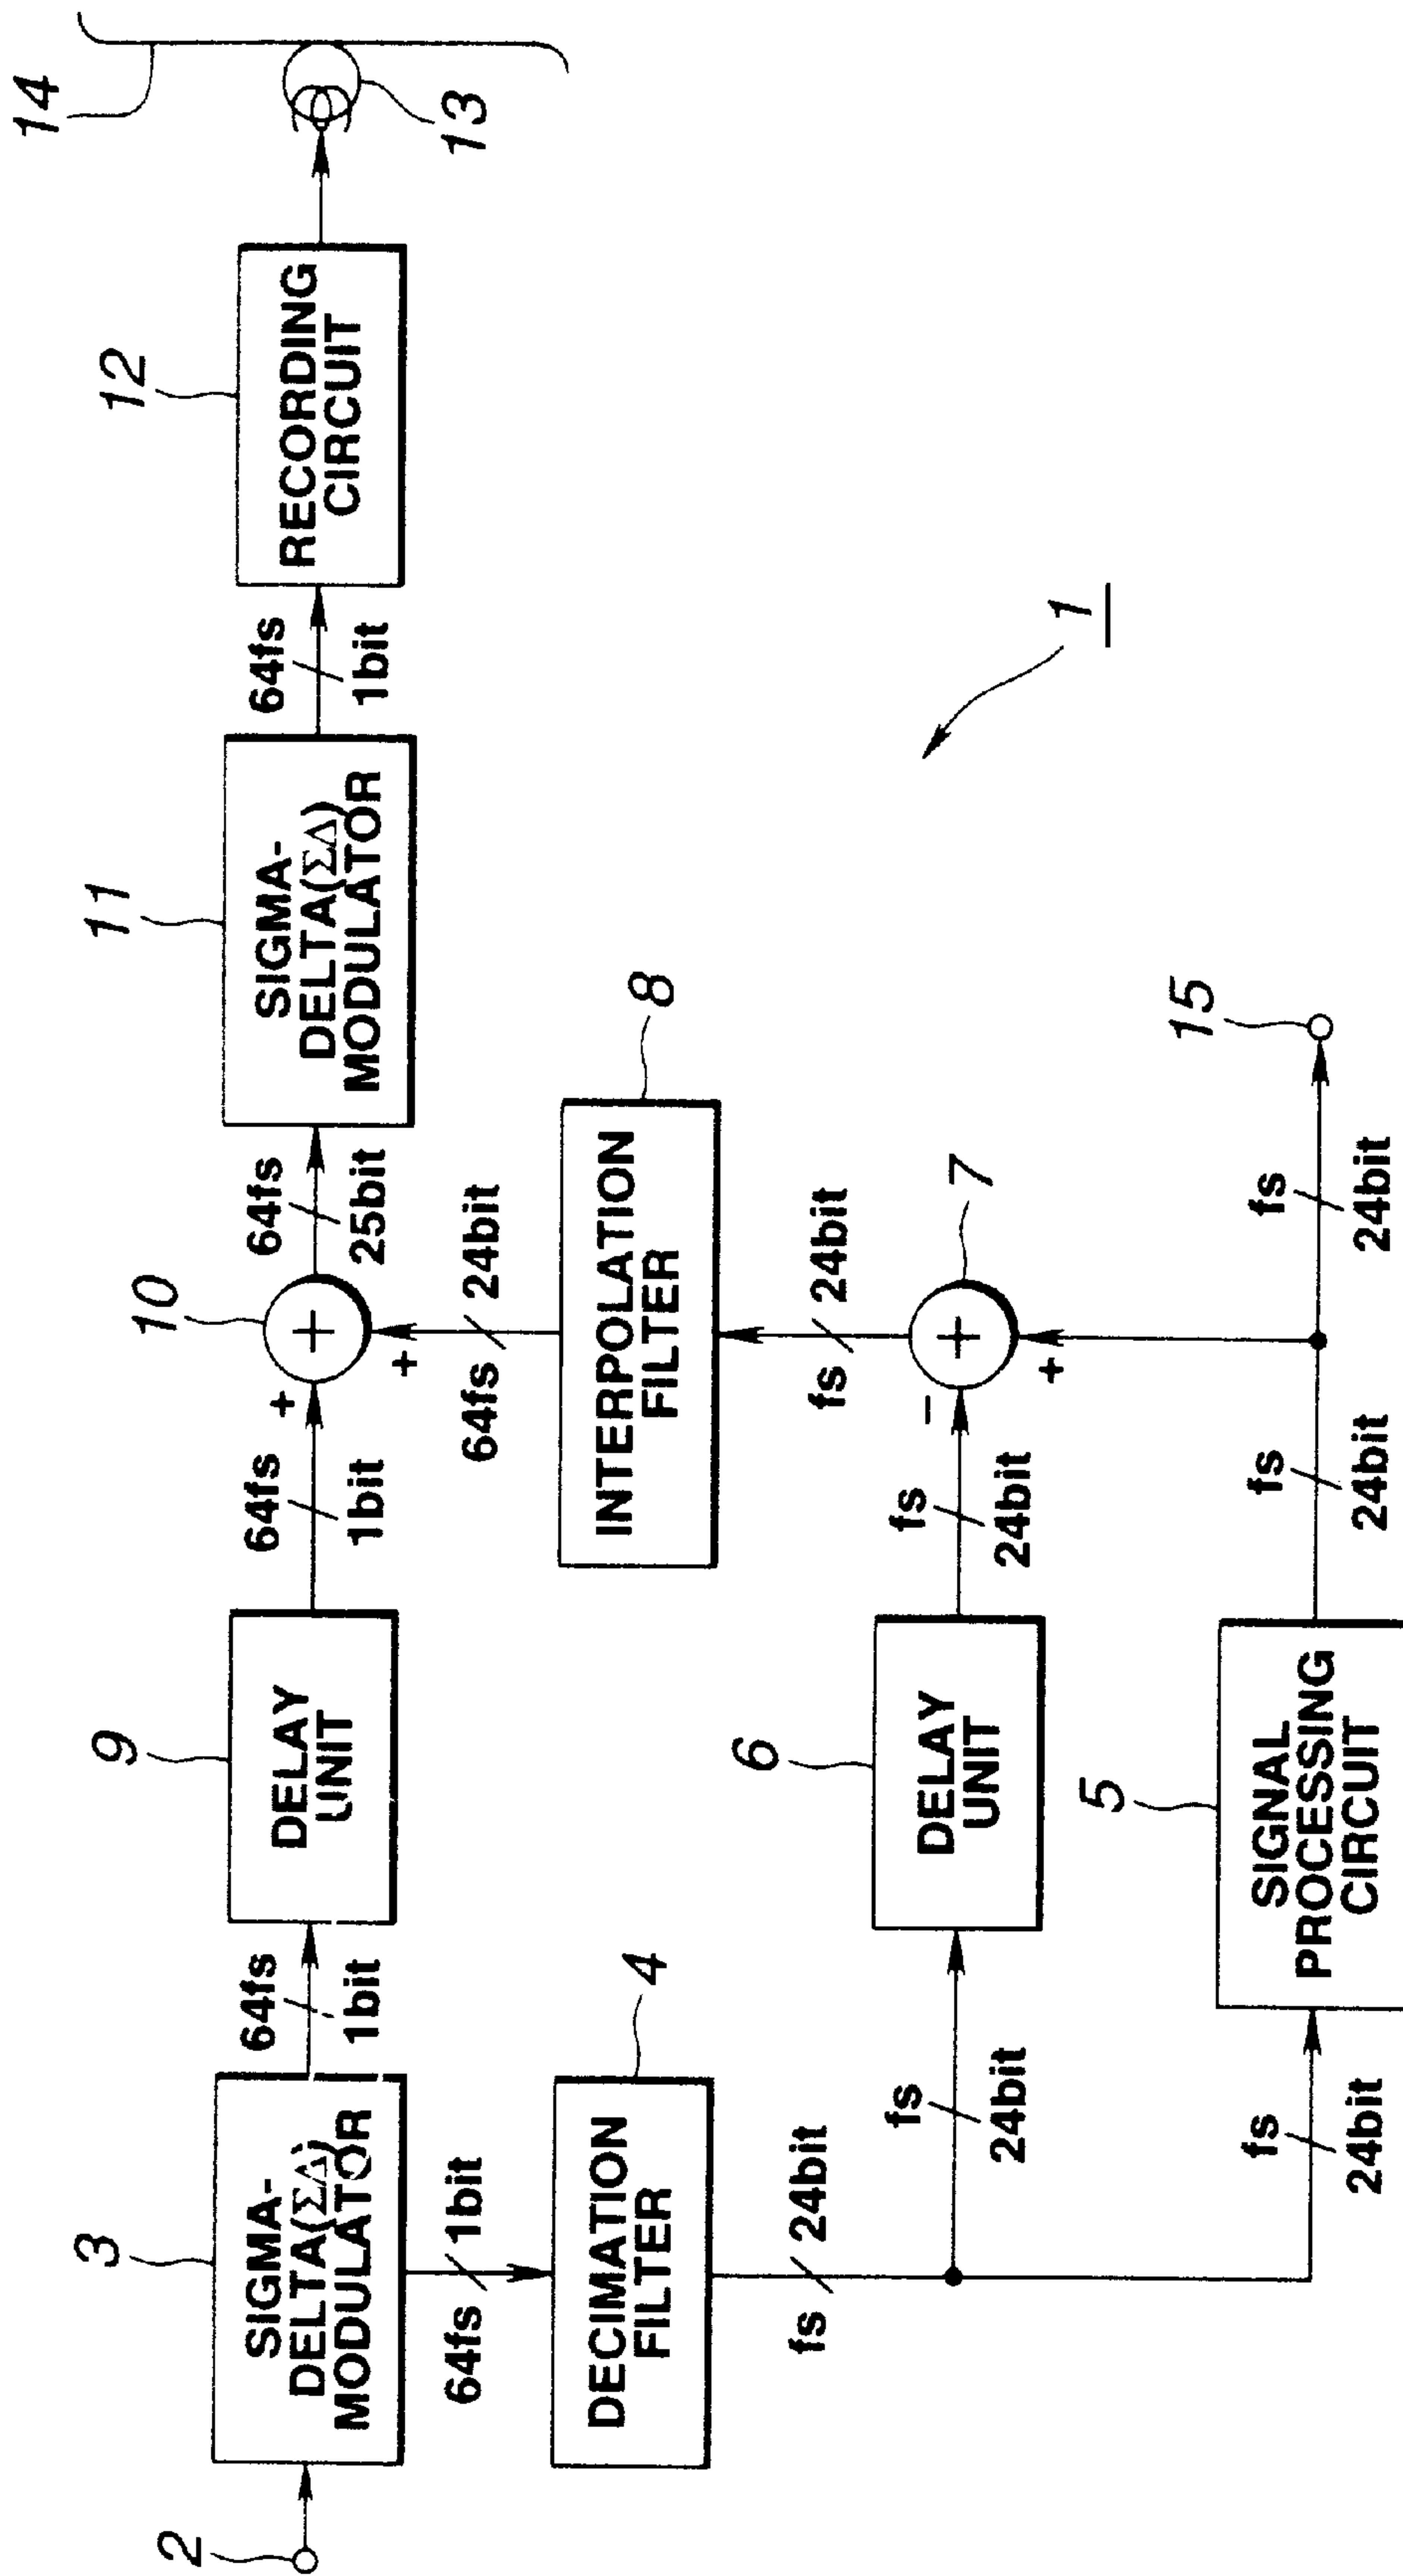 2
3
SIGMA-
DELTA(ΣΔ)
MODULATOR
64fs
1bit
9
DELAY
UNIT
64fs
1bit
10
+
+
+
64fs
25bit
11
SIGMA-
DELTA(ΣΔ)
MODULATOR
64fs
1bit
12
RECORDING
CIRCUIT
13
14
64fs
1bit
4
DECIMATION
FILTER
fs
24bit
8
INTERPOLATION
FILTER
64fs
24bit
fs
24bit
1
fs
24bit
6
DELAY
UNIT
fs
24bit
7
−
+
+
fs
24bit
5
SIGNAL
PROCESSING
CIRCUIT
fs
24bit
fs
24bit
15